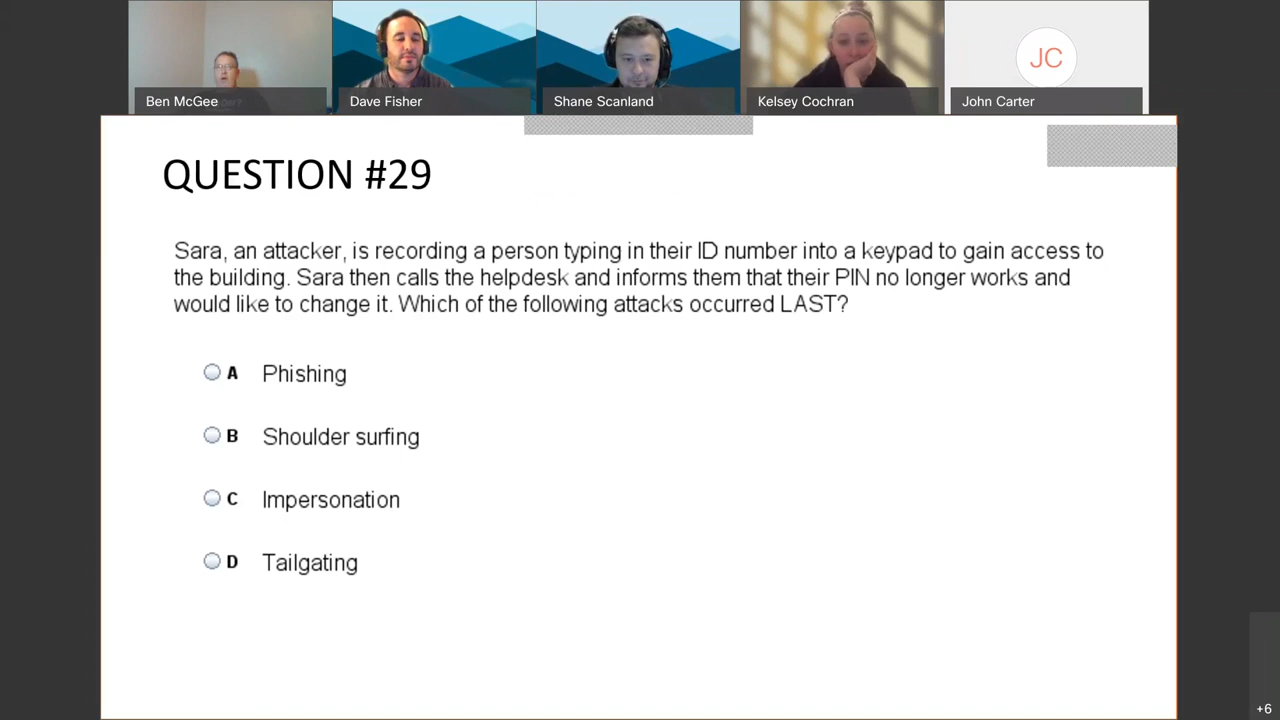 Ben McGee
Dave Fisher
Shane Scanland
Kelsey Cochran
JC
John Carter
QUESTION #29
Sara, an attacker, is recording a person typing in their ID number into a keypad to gain access to
the building. Sara then calls the helpdesk and informs them that their PIN no longer works and
would like to change it. Which of the following attacks occurred LAST?
A Phishing
B Shoulder surfing
C Impersonation
D Tailgating
+6